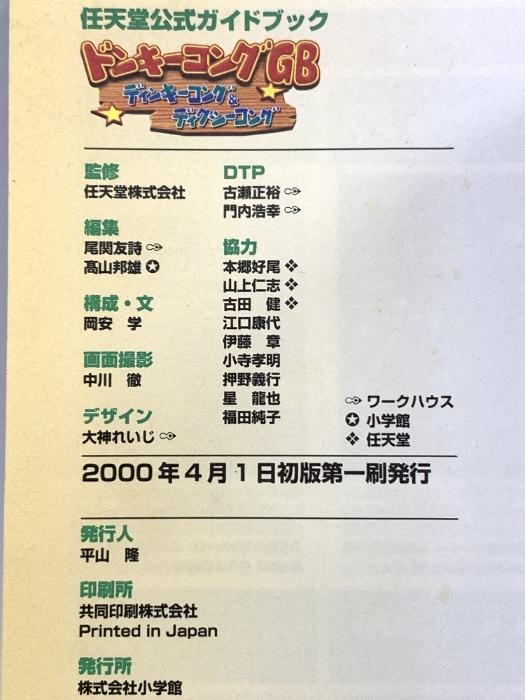 任天堂公式ガイドブック
ドンキーコングGB
ディンキーコング&
ディクシーコング
監修
任天堂株式会社
編集
尾関友詩
髙山邦雄
構成・文
岡安 学
画面撮影
中川 徹
デザイン
大神れいじ
DTP
古瀬正裕
門内浩幸
協力
本郷好尾
山上仁志
古田 健
江口康代
伊藤 章
小寺孝明
押野義行
星 龍也
福田純子
ワークハウス
小学館
任天堂
2000年4月1日初版第一刷発行
発行人
平山 隆
印刷所
共同印刷株式会社
Printed in Japan
発行所
株式会社小学館